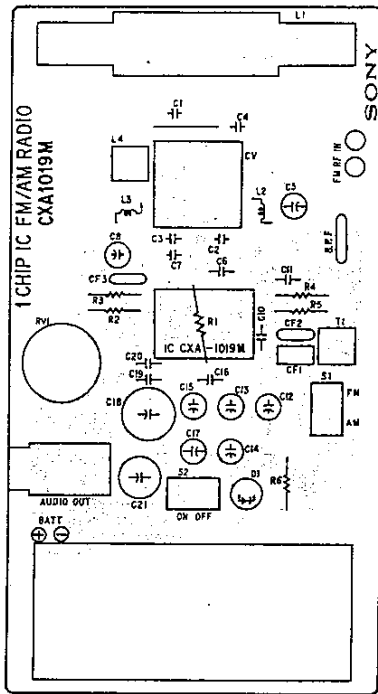 L1
SONY
1 CHIP IC FM/AM RADIO
CXA1019M
C1
C4
L4
CV
FM RF IN
L3
L2
C5
B.P.F
C8
C3
C2
C7
C6
CF3
C11
R3
R4
R2
R5
R1
C10
RV1
IC CXA-1019M
CF2
T1
C20
CF1
C19
C16
S1
C18
C15
C13
C12
FM
AM
C17
C14
S2
D1
R6
C21
AUDIO OUT
ON OFF
BATT
+ -